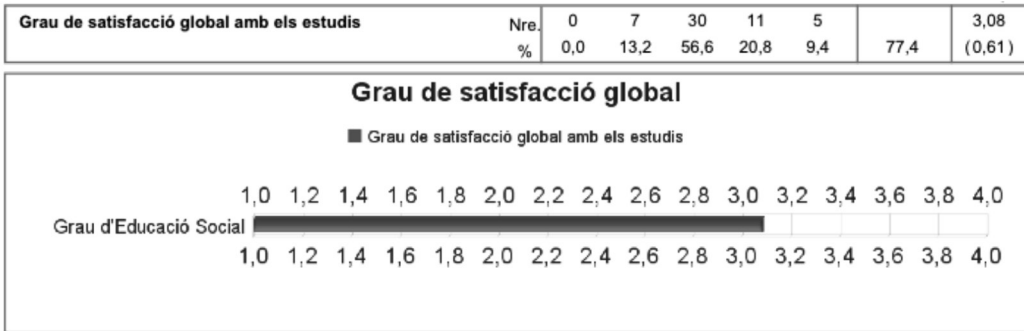 Grau de satisfacció global amb els estudis Nre. 0 7 30 11 5 3,08
% 0,0 13,2 56,6 20,8 9,4 77,4 (0,61)
Grau de satisfacció global
Grau de satisfacció global amb els estudis
1,0 1,2 1,4 1,6 1,8 2,0 2,2 2,4 2,6 2,8 3,0 3,2 3,4 3,6 3,8 4,0
Grau d'Educació Social
1,0 1,2 1,4 1,6 1,8 2,0 2,2 2,4 2,6 2,8 3,0 3,2 3,4 3,6 3,8 4,0